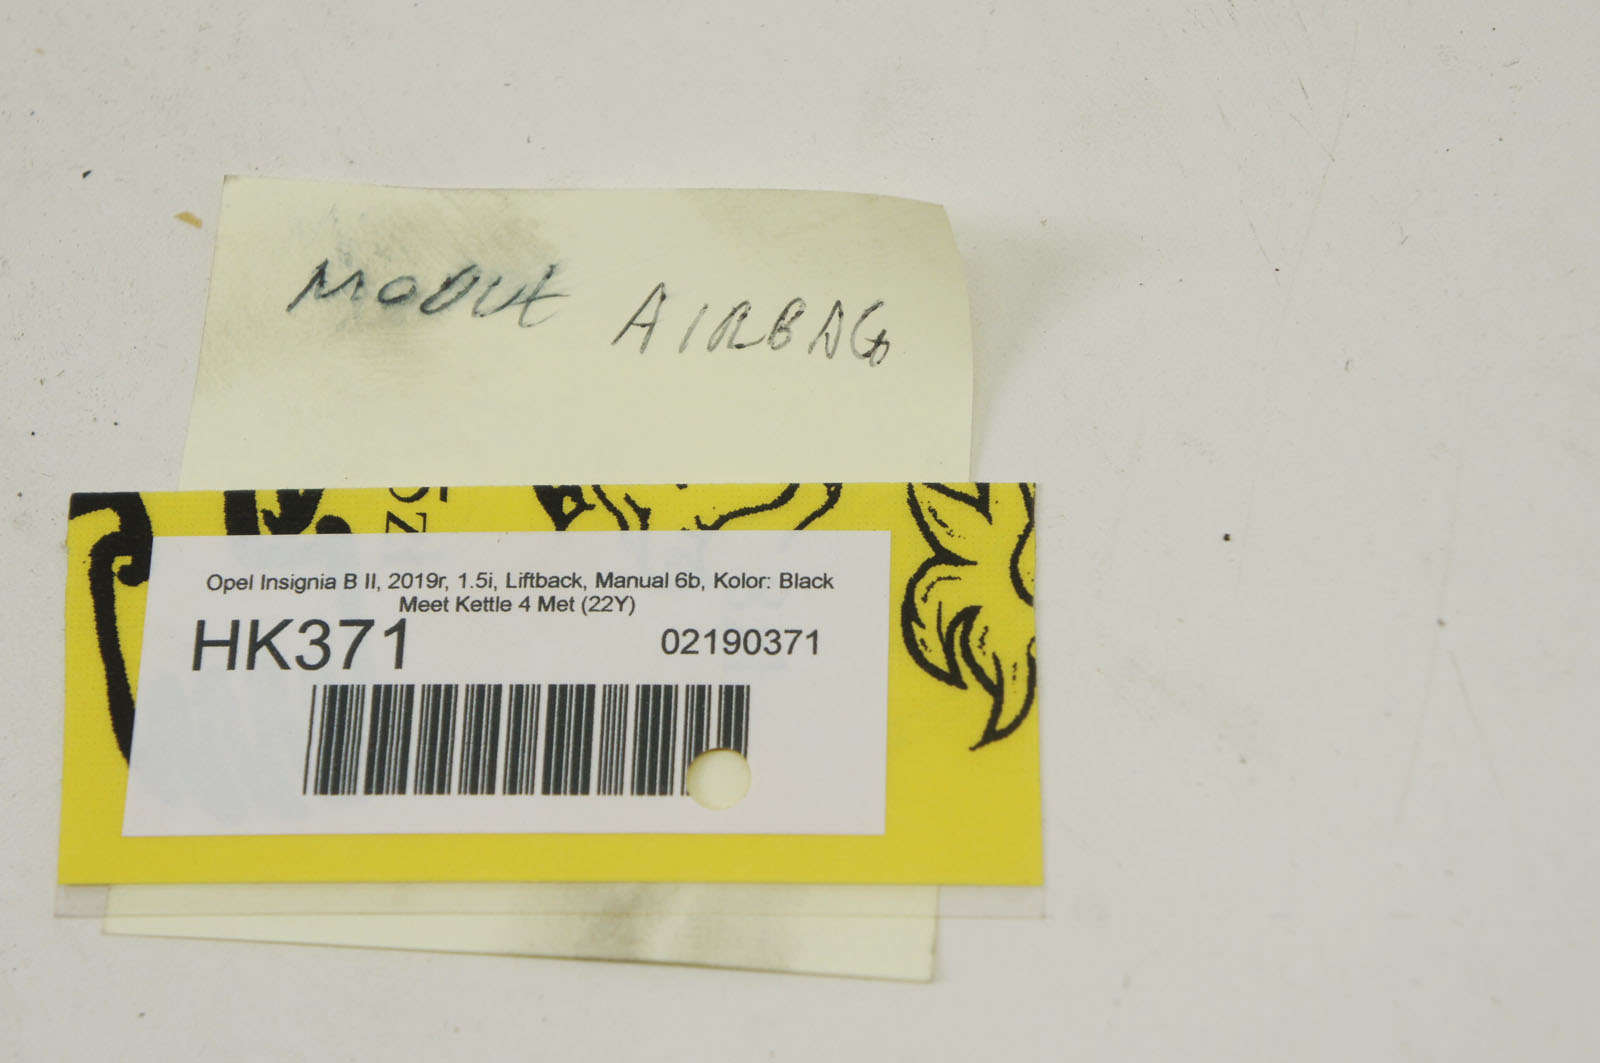 MODUŁ AIRBAG
SZ
Opel Insignia B II, 2019r, 1.5i, Liftback, Manual 6b, Kolor: Black
Meet Kettle 4 Met (22Y)
HK371 02190371